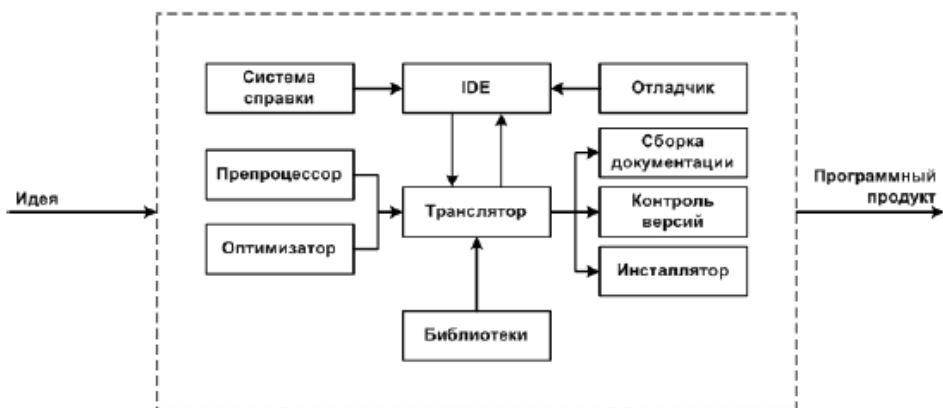 Система
справки
IDE
Отладчик
Сборка
документации
Препроцессор
Идея
Транслятор
Контроль
версий
Программный
продукт
Оптимизатор
Инсталлятор
Библиотеки